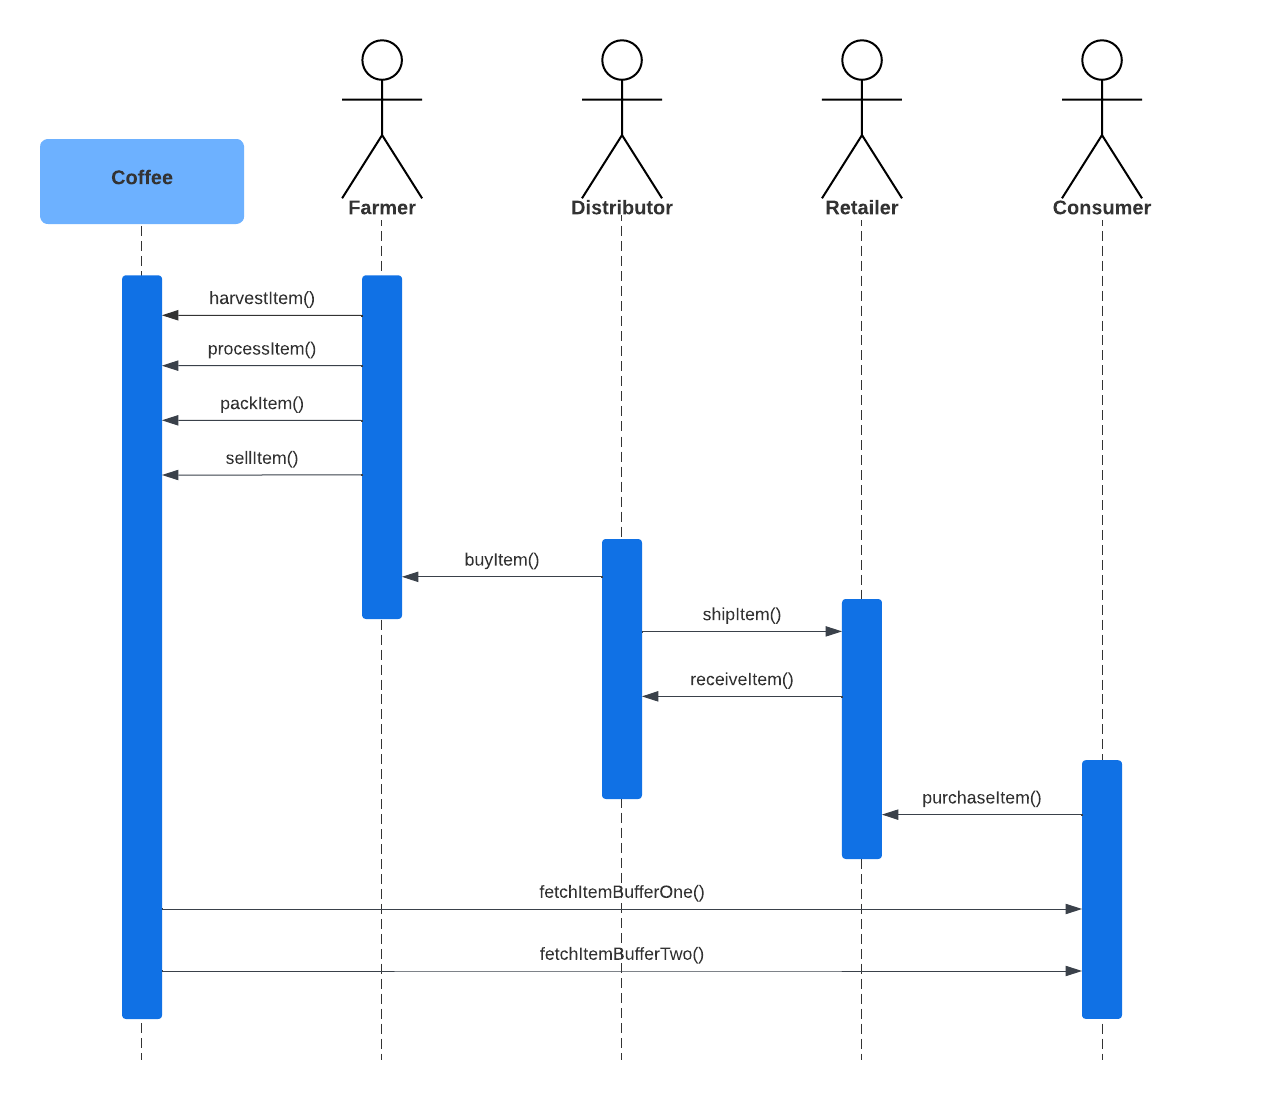 Coffee
Farmer
Distributor
Retailer
Consumer
harvestItem()
processItem()
packItem()
sellItem()
buyItem()
shipItem()
receiveItem()
purchaseItem()
fetchItemBufferOne()
fetchItemBufferTwo()